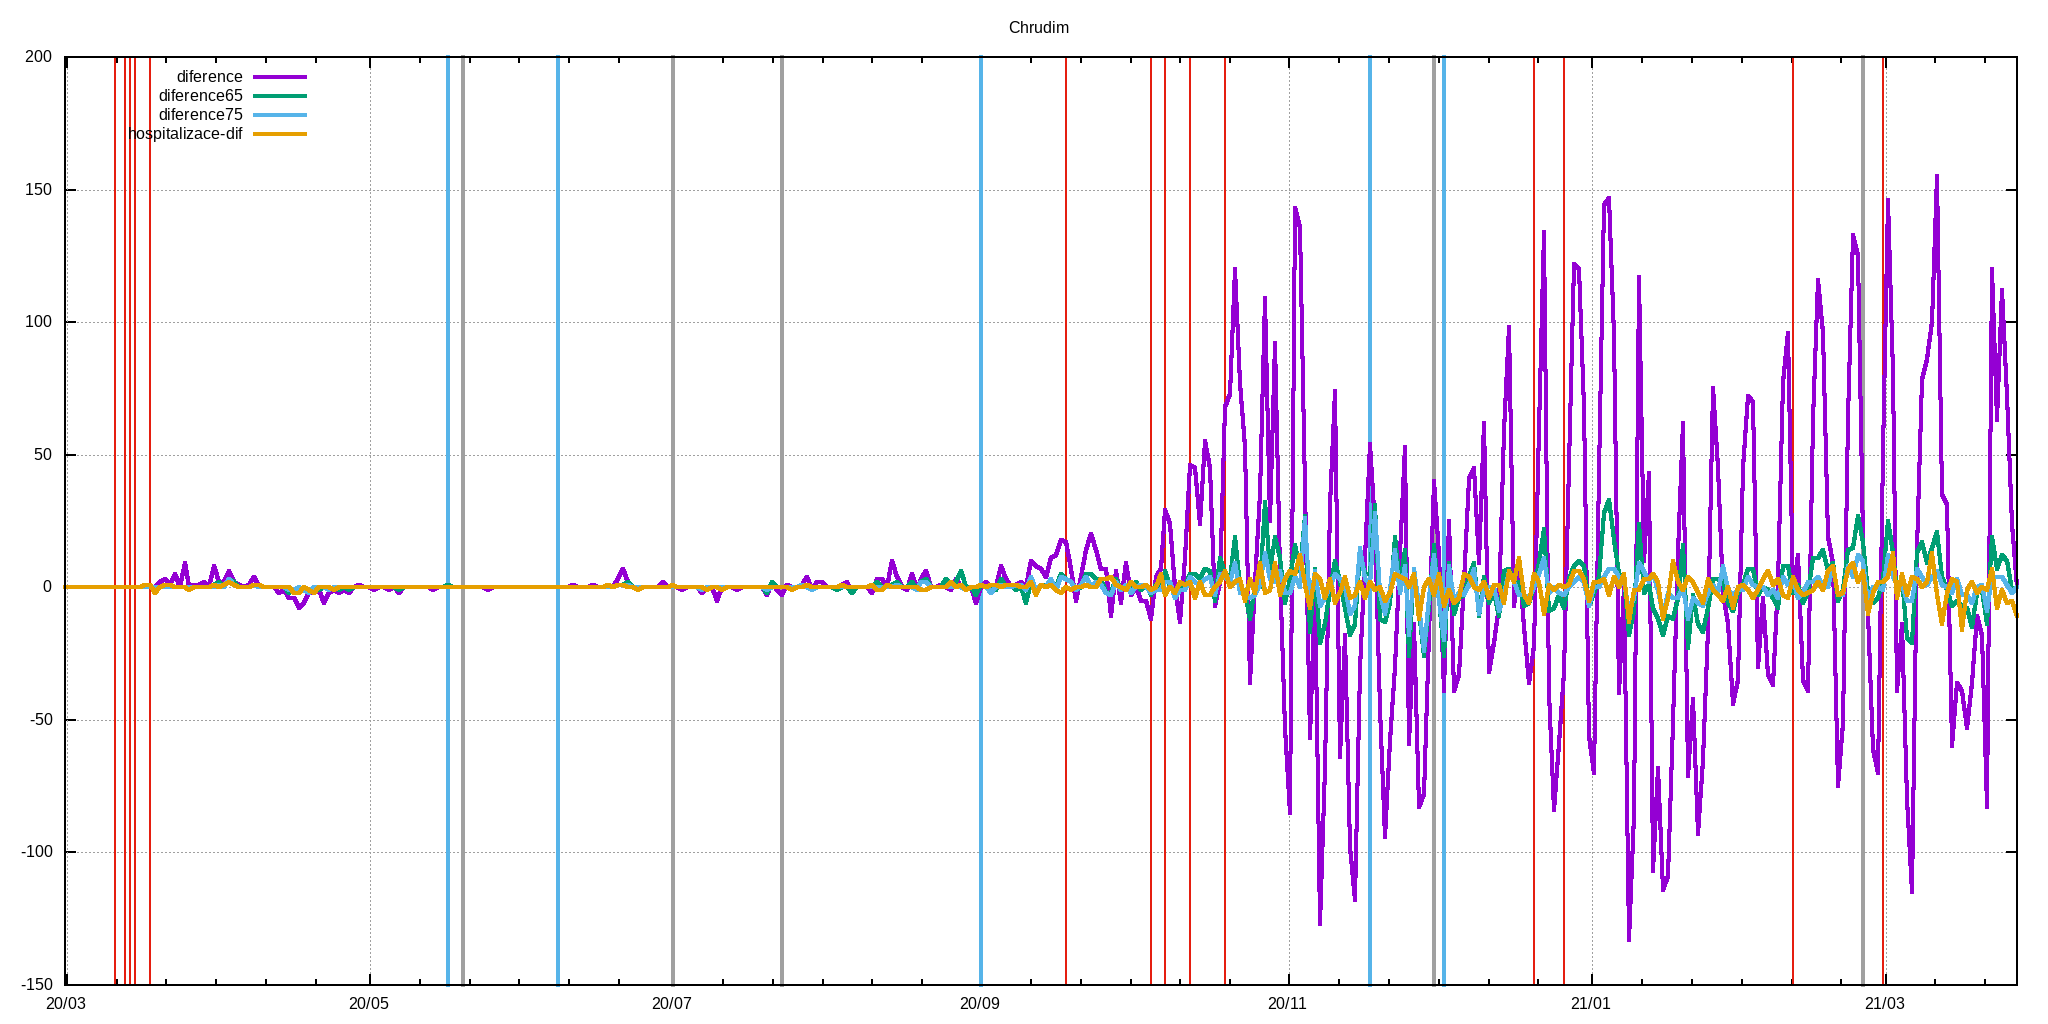 Chrudim
200
150
100
50
0
-50
-100
-150
diference
diference65
diference75
hospitalizace-dif
20/03 20/05 20/07 20/09 20/11 21/01 21/03